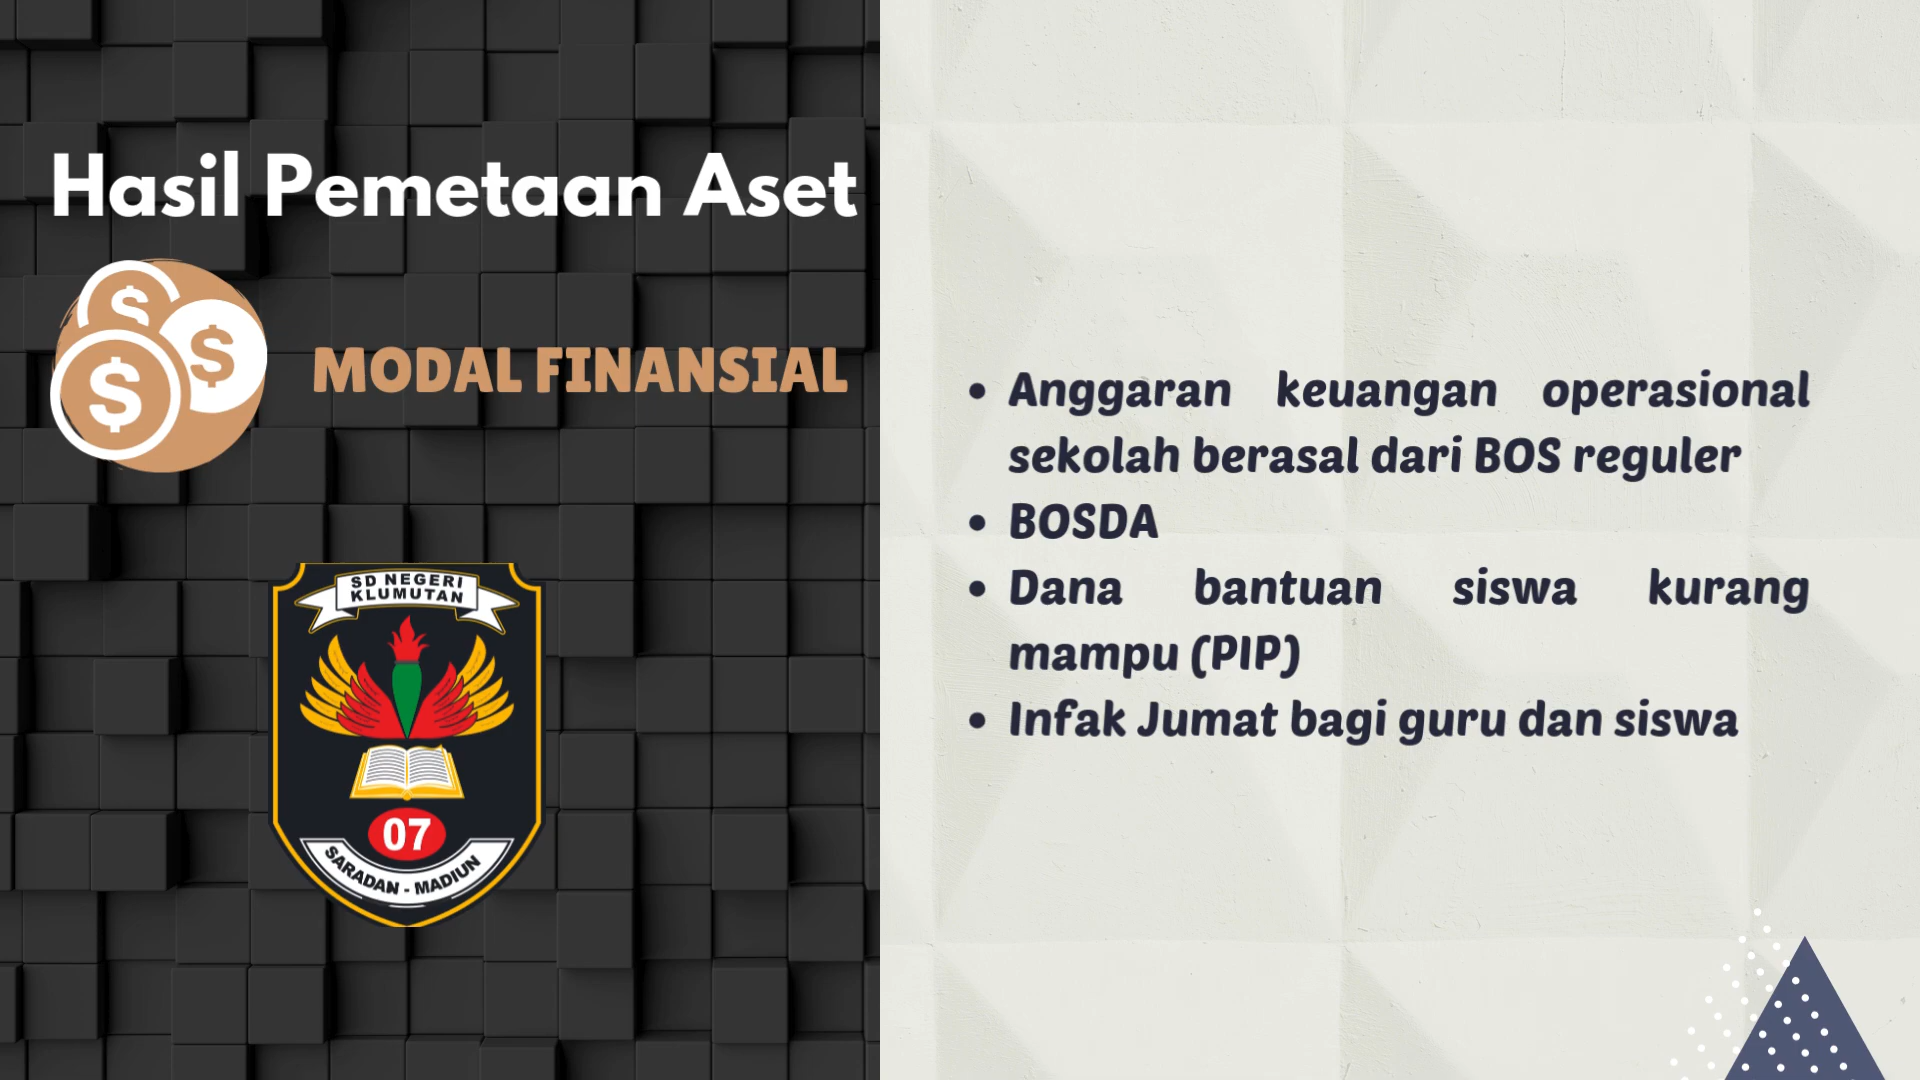 Hasil Pemetaan Aset
$
$
$
MODAL FINANSIAL
SD NEGERI
KLUMUTAN
07
SARADAN - MADIUN
• Anggaran keuangan operasional
sekolah berasal dari BOS reguler
• BOSDA
• Dana bantuan siswa kurang
mampu (PIP)
• Infak Jumat bagi guru dan siswa